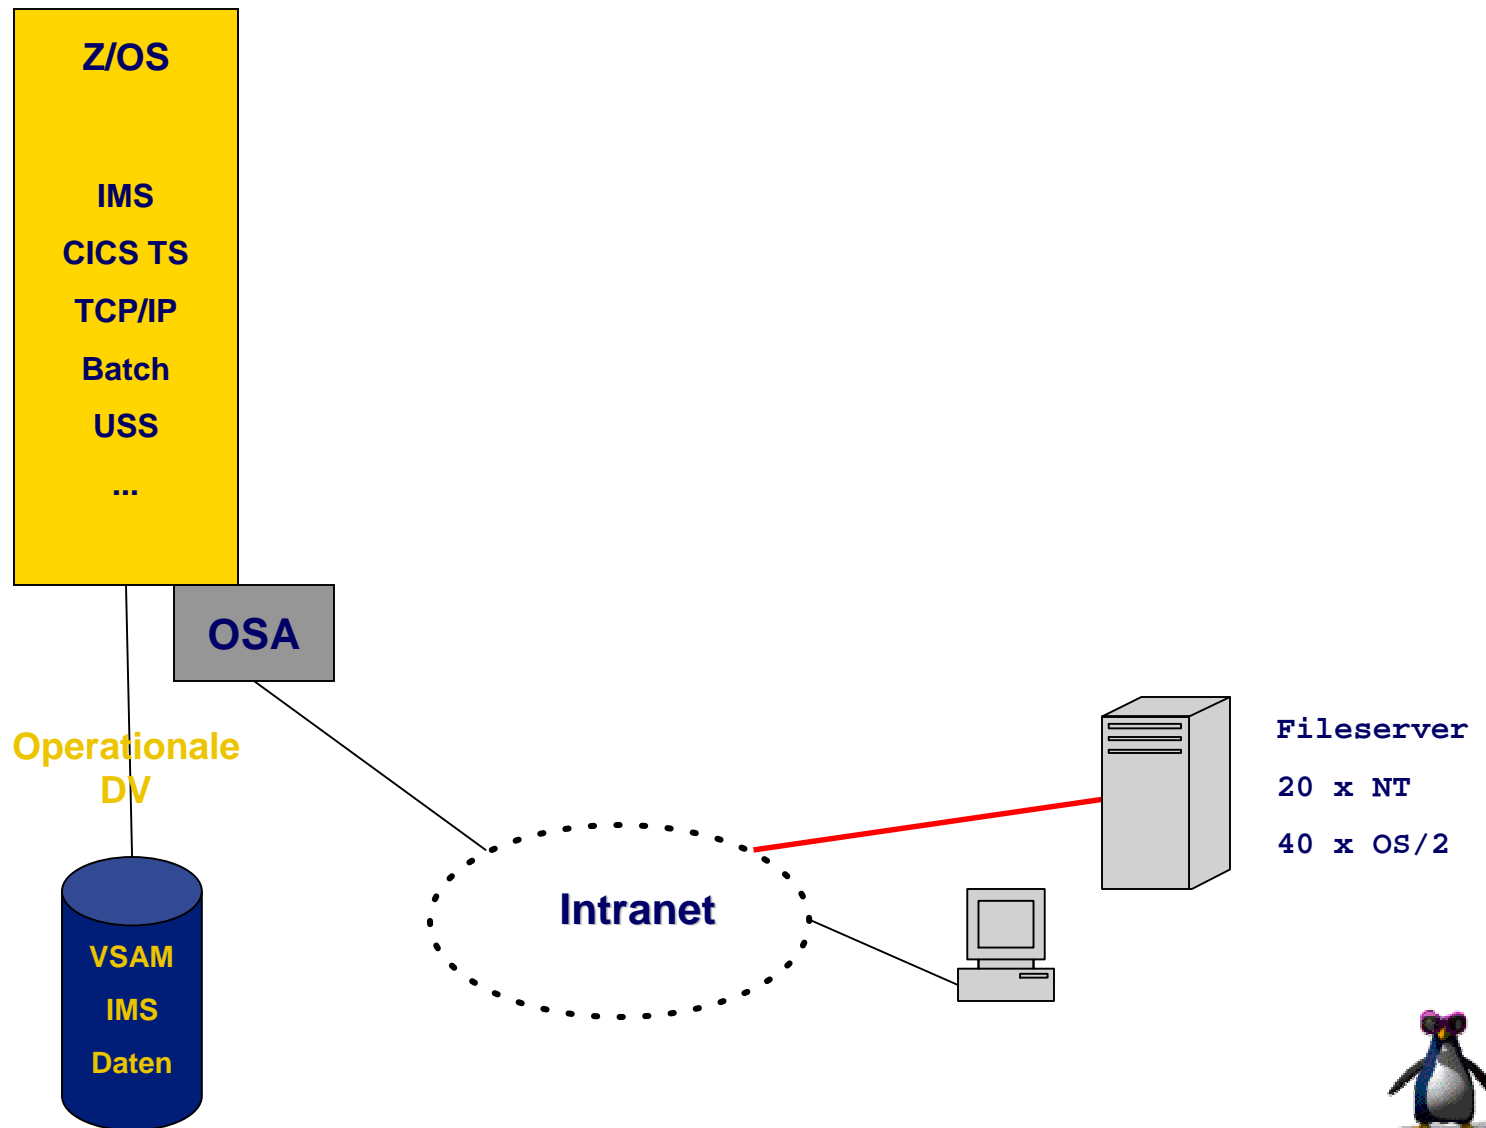 Z/OS
IMS
CICS TS
TCP/IP
Batch
USS
...
OSA
Operationale
DV
VSAM
IMS
Daten
Intranet
Fileserver
20 x NT
40 x OS/2